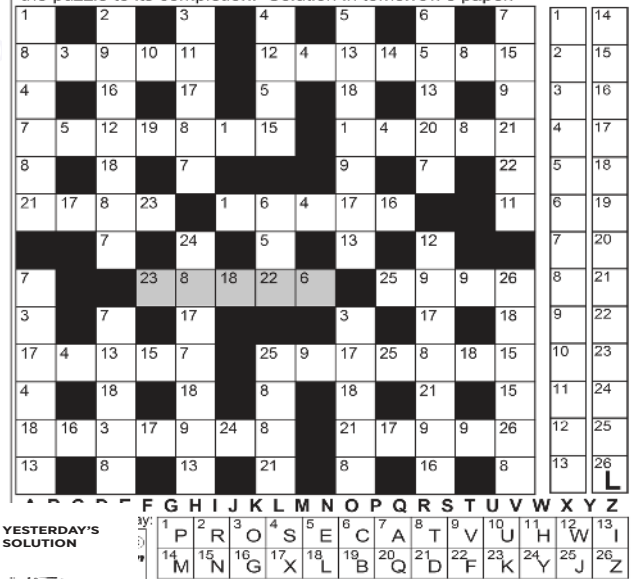 the puzzle to its completion. Solution in tomorrow's paper.
1 2 3 4 5 6 7 1 14
8 3 9 10 11 12 4 13 14 5 8 15 2 15
4 16 17 5 18 13 9 3 16
7 5 12 19 8 1 15 1 4 20 8 21 4 17
8 18 7 9 7 22 5 18
21 17 8 23 1 6 4 17 16 11 6 19
7 24 5 13 12 7 20
7 23 8 18 22 6 25 9 9 26 8 21
3 7 17 3 17 18 9 22
17 4 13 15 7 25 9 17 25 8 18 15 10 23
4 18 18 8 18 21 15 11 24
18 16 3 17 9 24 8 21 17 9 9 26 12 25
13 8 13 21 8 16 8 13 26 L
A B C D E F G H I J K L M N O P Q R S T U V W X Y Z
YESTERDAY'S
SOLUTION
ay:
1 P 2 R 3 O 4 S 5 E 6 C 7 A 8 T 9 V 10 U 11 H 12 W 13 I
14 M 15 N 16 G 17 X 18 L 19 B 20 Q 21 D 22 F 23 K 24 Y 25 J 26 Z